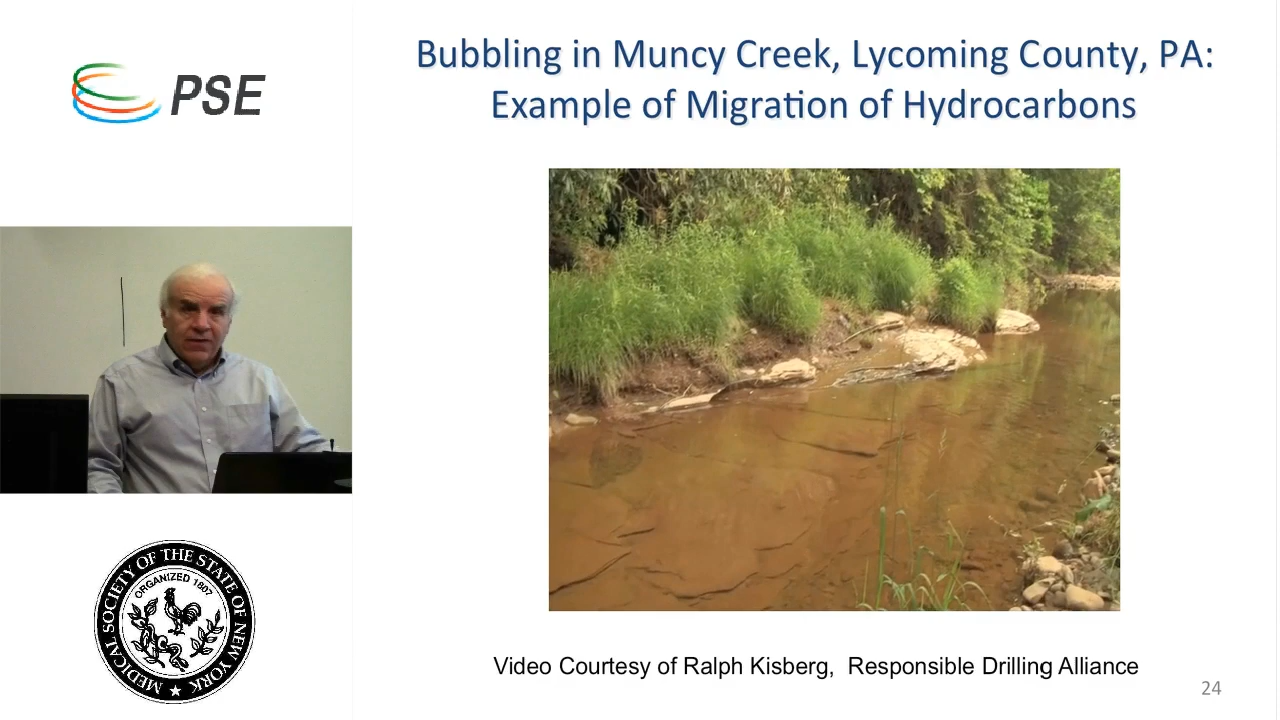 PSE
Bubbling in Muncy Creek, Lycoming County, PA:
Example of Migration of Hydrocarbons
MEDICAL SOCIETY OF THE STATE OF NEW YORK
ORGANIZED 1807
Video Courtesy of Ralph Kisberg, Responsible Drilling Alliance
24